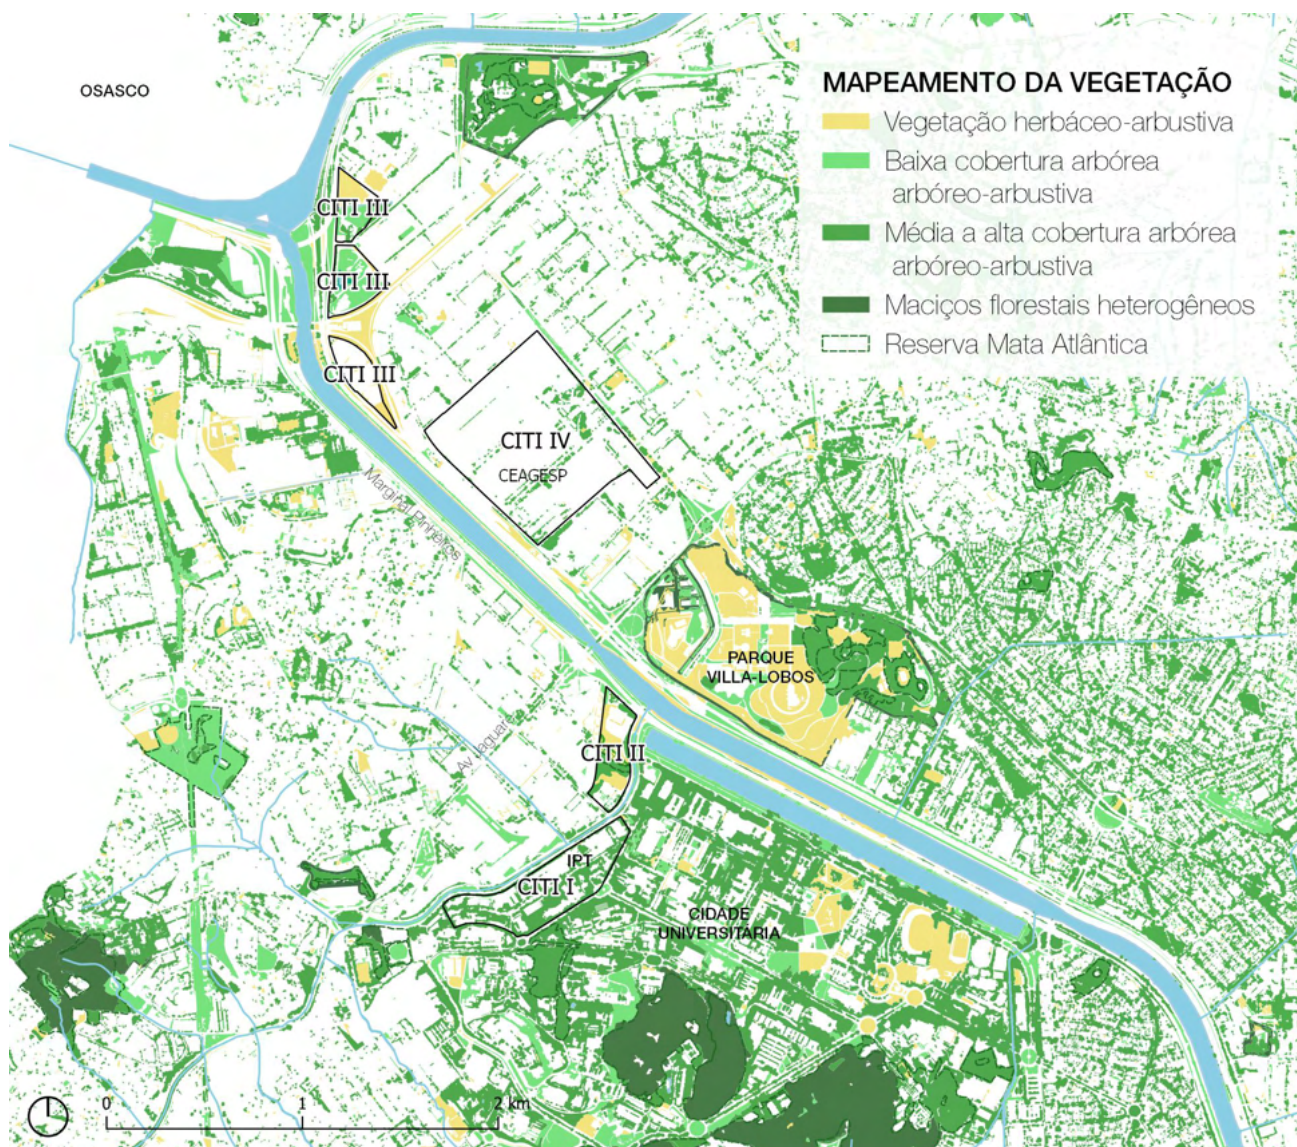 OSASCO
MAPEAMENTO DA VEGETAÇÃO
Vegetação herbáceo-arbustiva
Baixa cobertura arbórea
arbóreo-arbustiva
Média a alta cobertura arbórea
arbóreo-arbustiva
Maciços florestais heterogêneos
Reserva Mata Atlântica
CITI III
CITI III
CITI III
CITI IV
CEAGESP
Marginal Pinheiros
PARQUE
VILLA-LOBOS
Av Jaguaré
CITI II
IPT
CITI I
CIDADE
UNIVERSITÁRIA
0 1 2 km